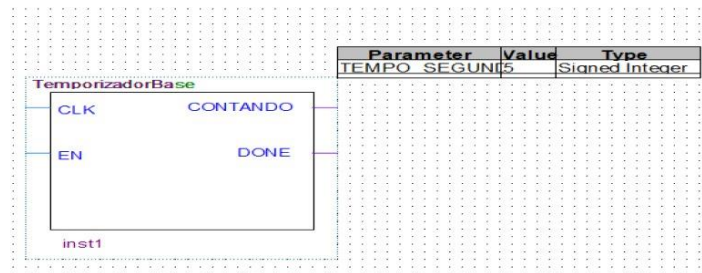 Parameter Value Type
TEMPO_SEGUND 5 Signed Integer
TemporizadorBase
CLK CONTANDO
EN DONE
inst1